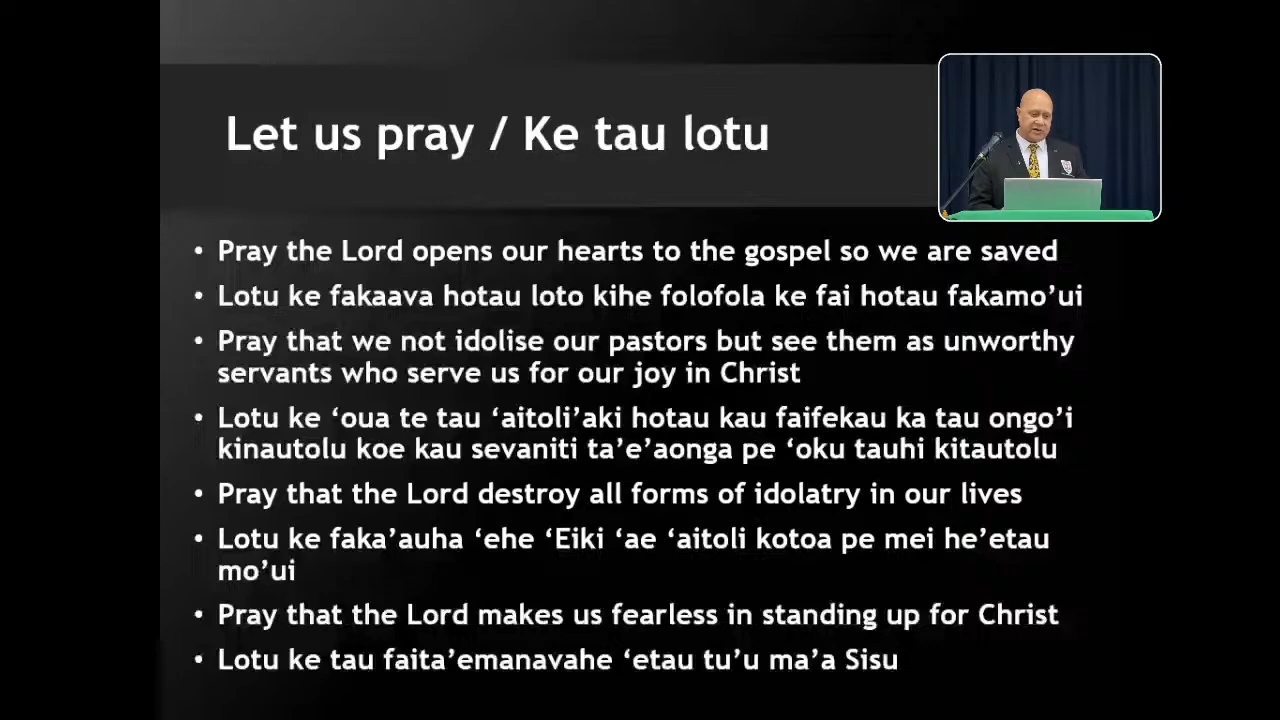 Let us pray / Ke tau lotu
• Pray the Lord opens our hearts to the gospel so we are saved
• Lotu ke fakaava hotau loto kihe folofola ke fai hotau fakamo’ui
• Pray that we not idolise our pastors but see them as unworthy
servants who serve us for our joy in Christ
• Lotu ke ‘oua te tau ‘aitoli’aki hotau kau faifekau ka tau ongo’i
kinautolu koe kau sevaniti ta’e’aonga pe ‘oku tauhi kitautolu
• Pray that the Lord destroy all forms of idolatry in our lives
• Lotu ke faka’auha ‘ehe ‘Eiki ‘ae ‘aitoli kotoa pe mei he’etau
mo’ui
• Pray that the Lord makes us fearless in standing up for Christ
• Lotu ke tau faita’emanavahe ‘etau tu’u ma’a Sisu